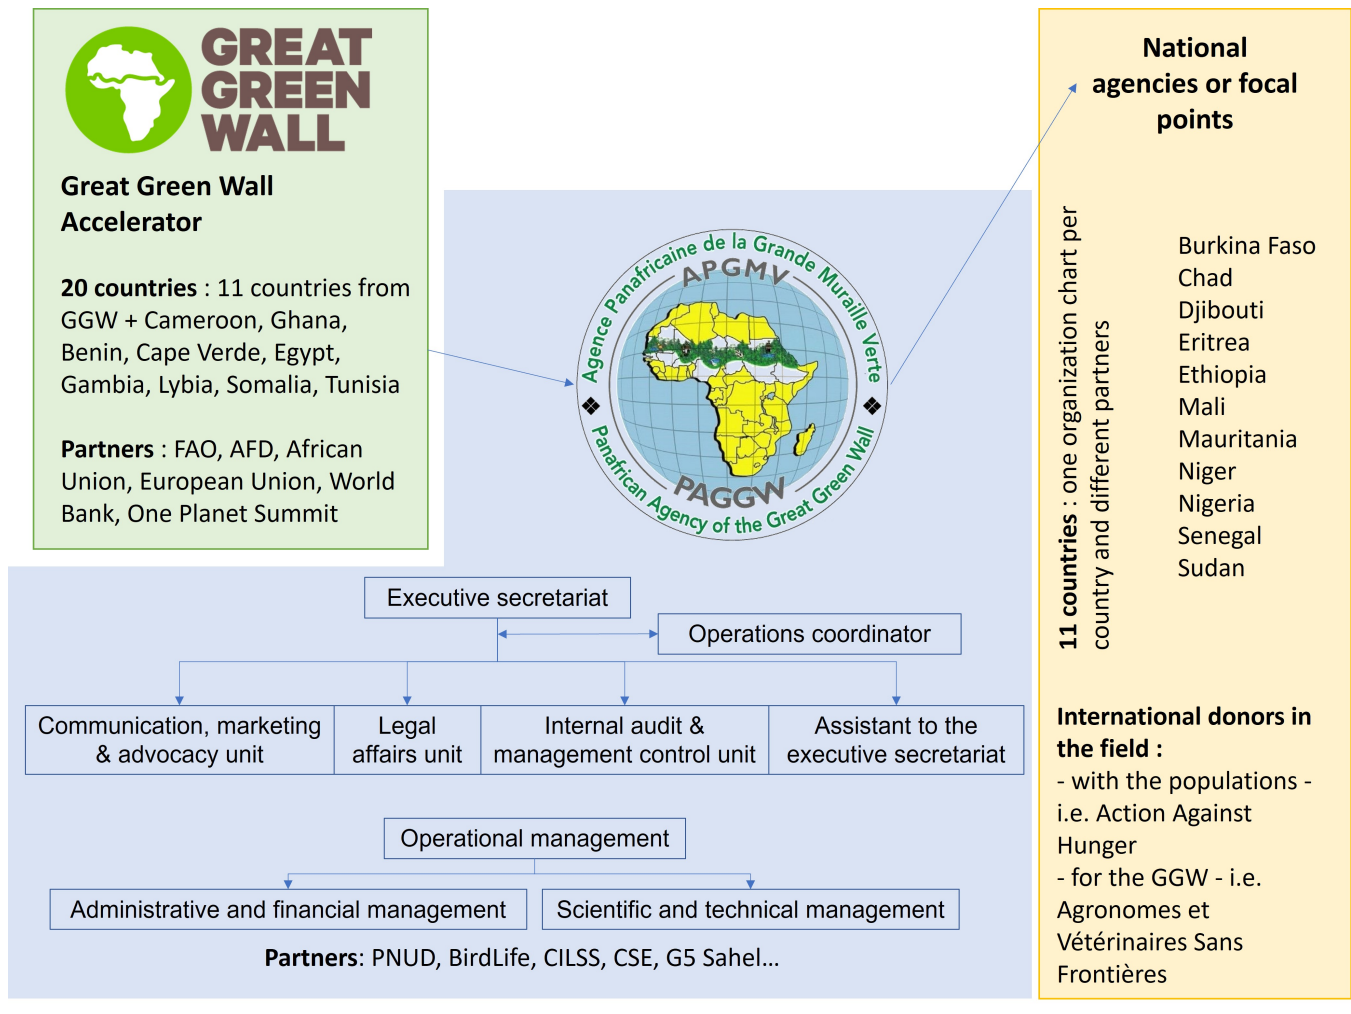 GREAT
GREEN
WALL
Great Green Wall
Accelerator
20 countries : 11 countries from
GGW + Cameroon, Ghana,
Benin, Cape Verde, Egypt,
Gambia, Lybia, Somalia, Tunisia
Partners : FAO, AFD, African
Union, European Union, World
Bank, One Planet Summit
Agence Panafricaine de la Grande Muraille Verte
APGMV
PAGGW
Panafrican Agency of the Great Green Wall
Executive secretariat
Operations coordinator
Communication, marketing
& advocacy unit
Legal
affairs unit
Internal audit &
management control unit
Assistant to the
executive secretariat
Operational management
Administrative and financial management
Scientific and technical management
Partners: PNUD, BirdLife, CILSS, CSE, G5 Sahel...
National
agencies or focal
points
11 countries : one organization chart per
country and different partners
Burkina Faso
Chad
Djibouti
Eritrea
Ethiopia
Mali
Mauritania
Niger
Nigeria
Senegal
Sudan
International donors in
the field :
- with the populations -
i.e. Action Against
Hunger
- for the GGW - i.e.
Agronomes et
Vétérinaires Sans
Frontières